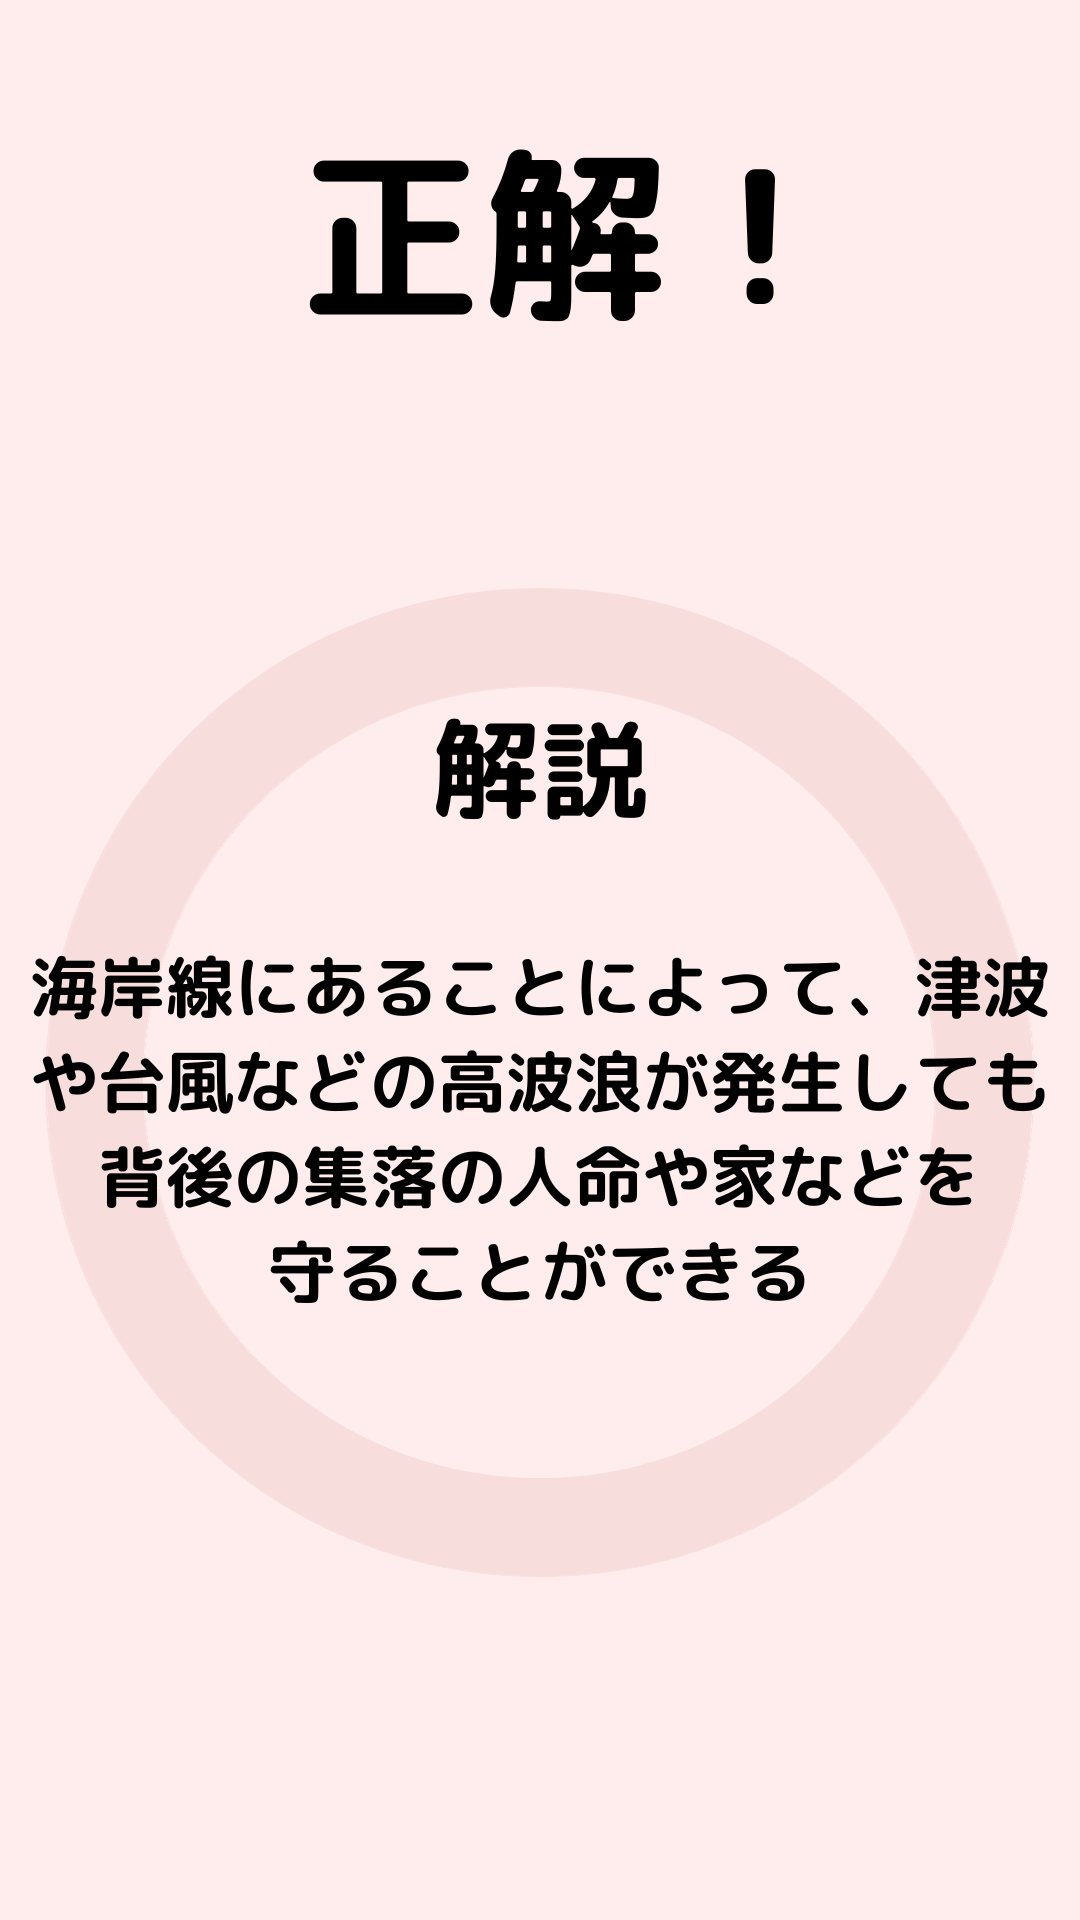 正解！
解説
海岸線にあることによって、津波
や台風などの高波浪が発生しても
背後の集落の人命や家などを
守ることができる